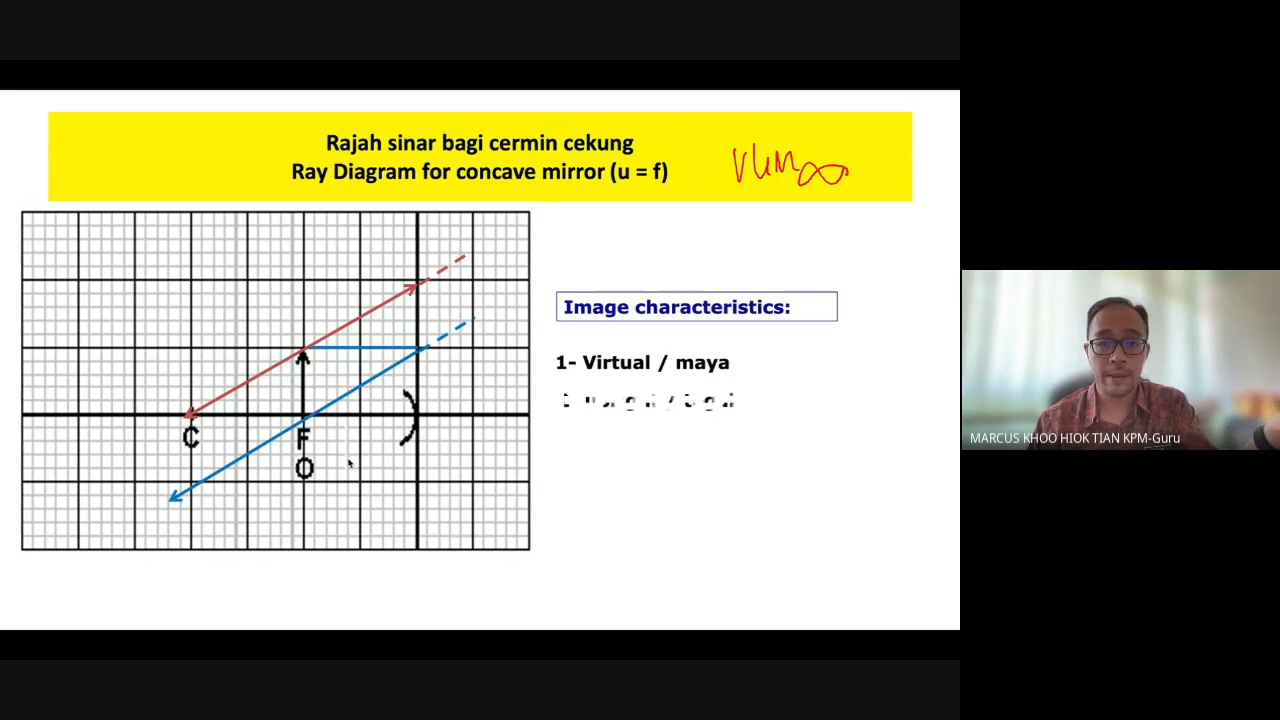 Rajah sinar bagi cermin cekung
Ray Diagram for concave mirror (u = f)
C
F
O
Image characteristics:
1- Virtual / maya
MARCUS KHOO HIOK TIAN KPM-Guru